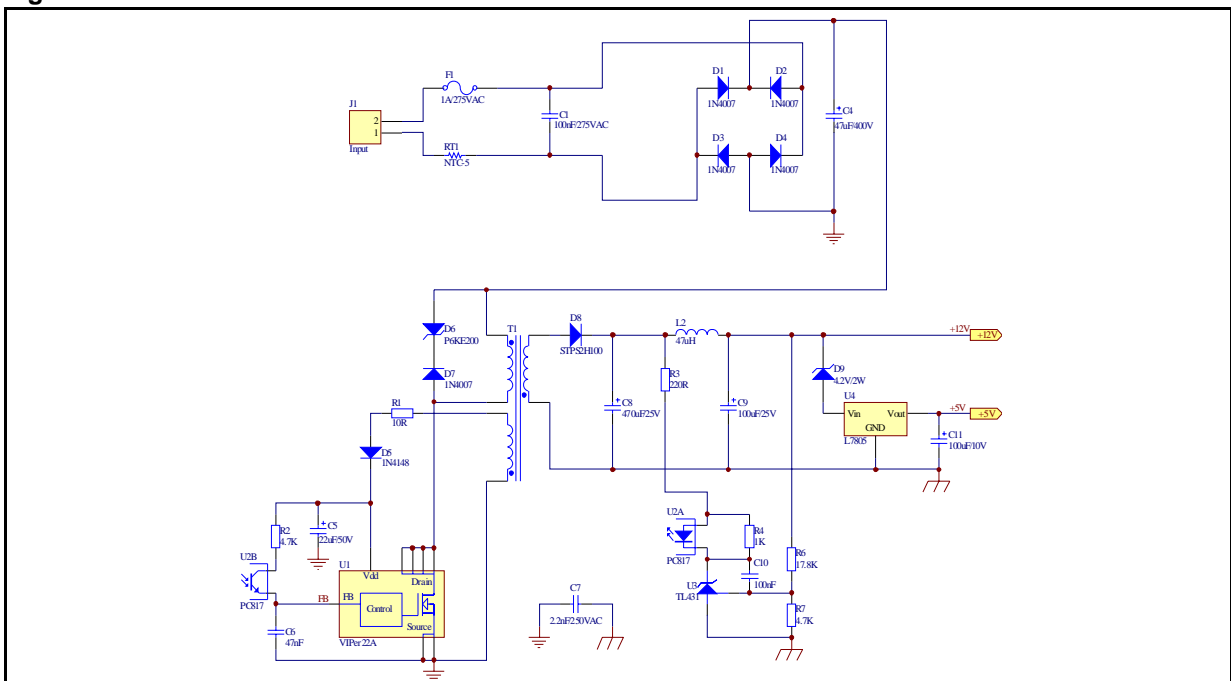 F1
1A/275VAC
J1
2
1
Input
RT1
NTC-5
C1
100nF/275VAC
D1
1N4007
D2
1N4007
D3
1N4007
D4
1N4007
+
C4
47uF/400V
D6
P6KE200
D7
1N4007
T1
D8
STPS2H100
L2
47uH
+12V
+12V
R3
220R
+
C8
470uF/25V
+
C9
100uF/25V
D9
4.2V/2W
U4
Vin
Vout
GND
L7805
+5V
+5V
+
C11
100uF/10V
R1
10R
D5
1N4148
R2
4.7K
+
C5
22uF/50V
U2B
PC817
U1
Vdd
Drain
FB
FB
Control
Source
VIPer22A
C6
47nF
C7
2.2nF/250VAC
U2A
PC817
R4
1K
C10
100nF
U3
TL431
R6
17.8K
R7
4.7K